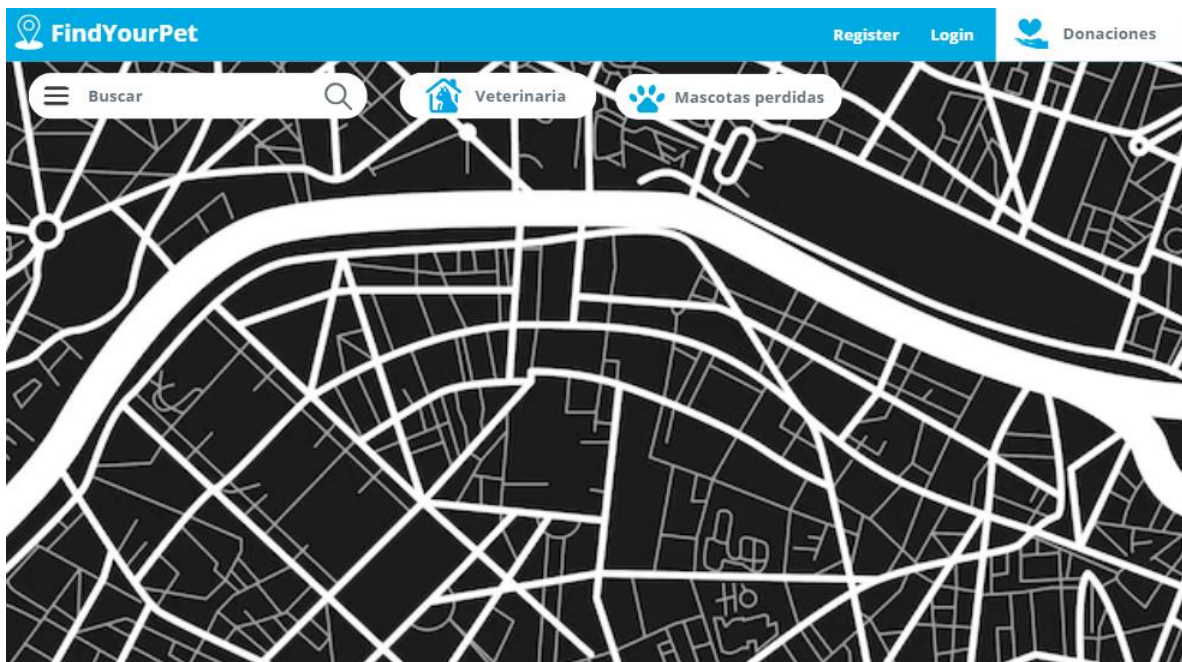 FindYourPet
Register
Login
Donaciones
Buscar
Veterinaria
Mascotas perdidas